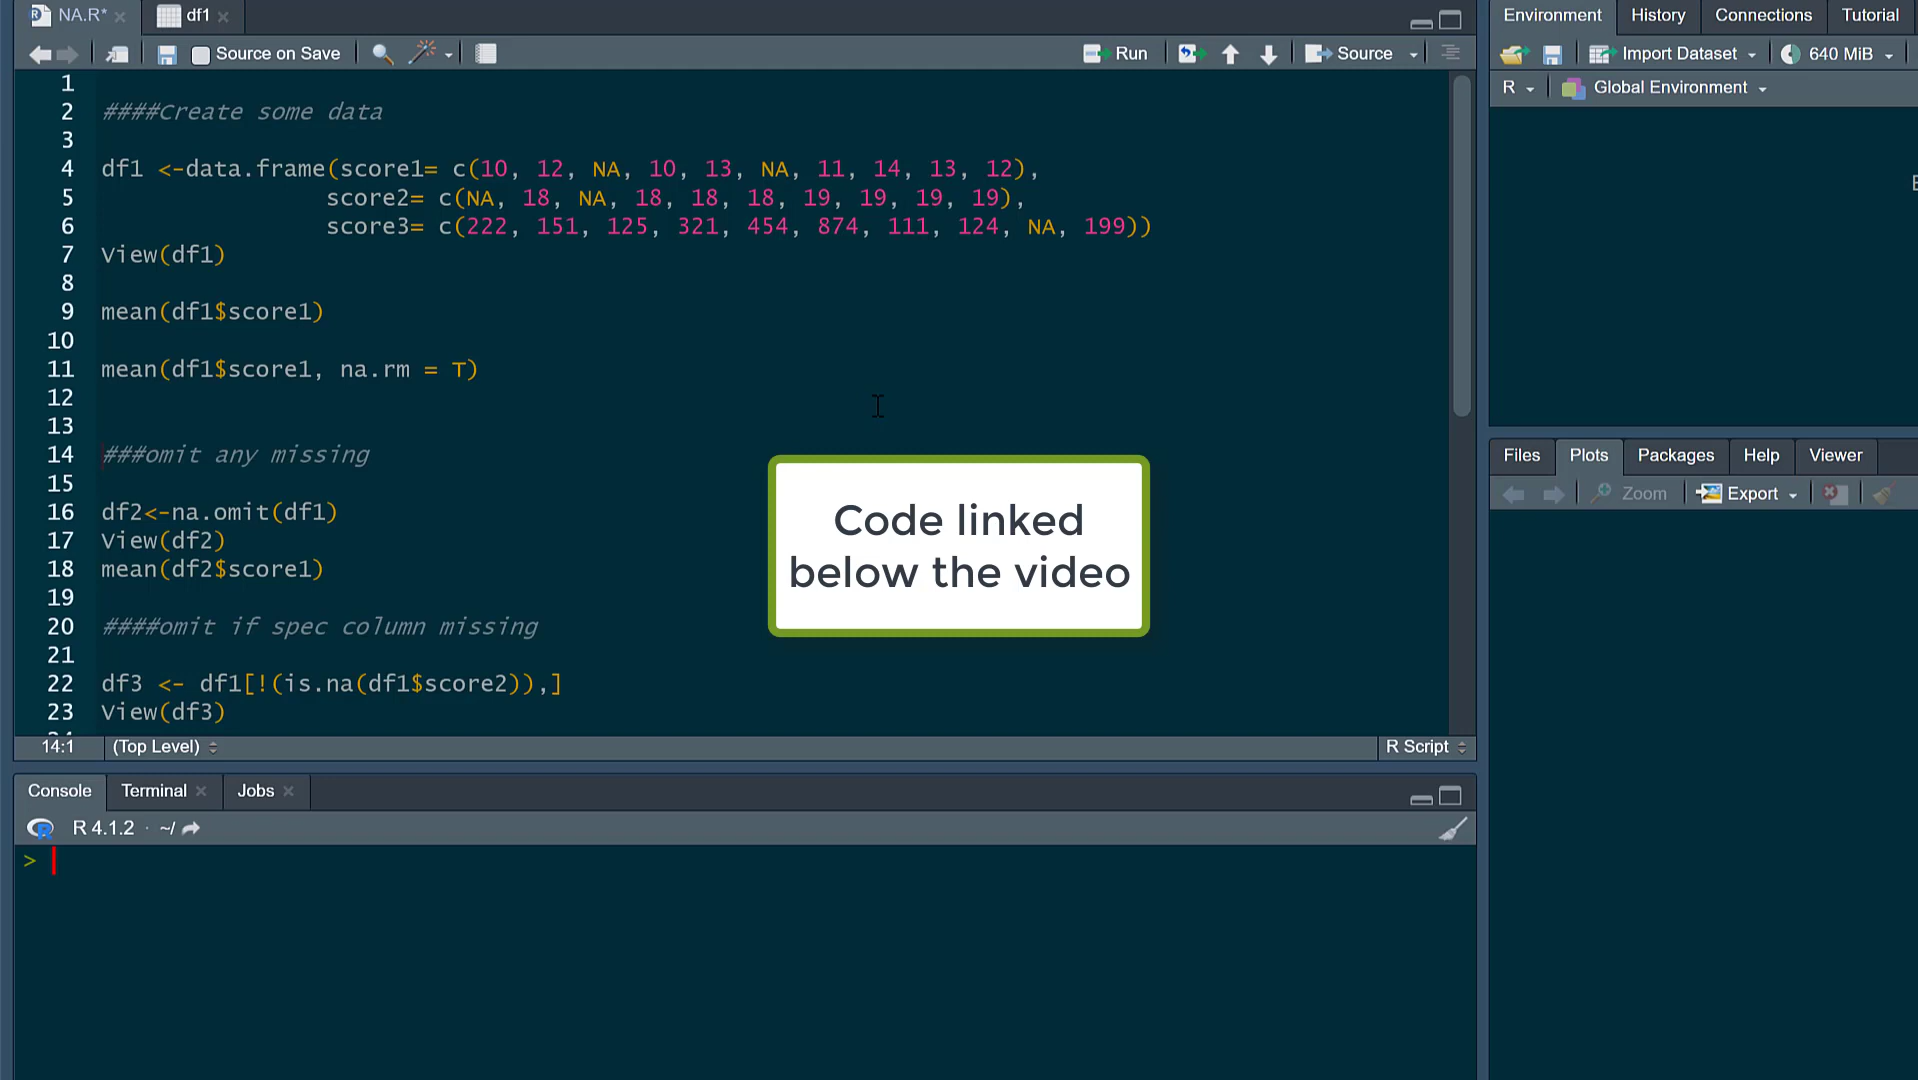 NA.R*
df1
Source on Save
Run
Source
1
2 ####Create some data
3
4 df1 <-data.frame(score1= c(10, 12, NA, 10, 13, NA, 11, 14, 13, 12),
5 score2= c(NA, 18, NA, 18, 18, 18, 19, 19, 19, 19),
6 score3= c(222, 151, 125, 321, 454, 874, 111, 124, NA, 199))
7 View(df1)
8
9 mean(df1$score1)
10
11 mean(df1$score1, na.rm = T)
12
13
14 ###omit any missing
15
16 df2<-na.omit(df1)
17 View(df2)
18 mean(df2$score1)
19
20 ####omit if spec column missing
21
22 df3 <- df1[!(is.na(df1$score2)),]
23 View(df3)
Code linked
below the video
14:1 (Top Level) R Script
Console Terminal Jobs
R 4.1.2 · ~/
>
Environment History Connections Tutorial
Import Dataset 640 MiB
R Global Environment
Files Plots Packages Help Viewer
Zoom Export